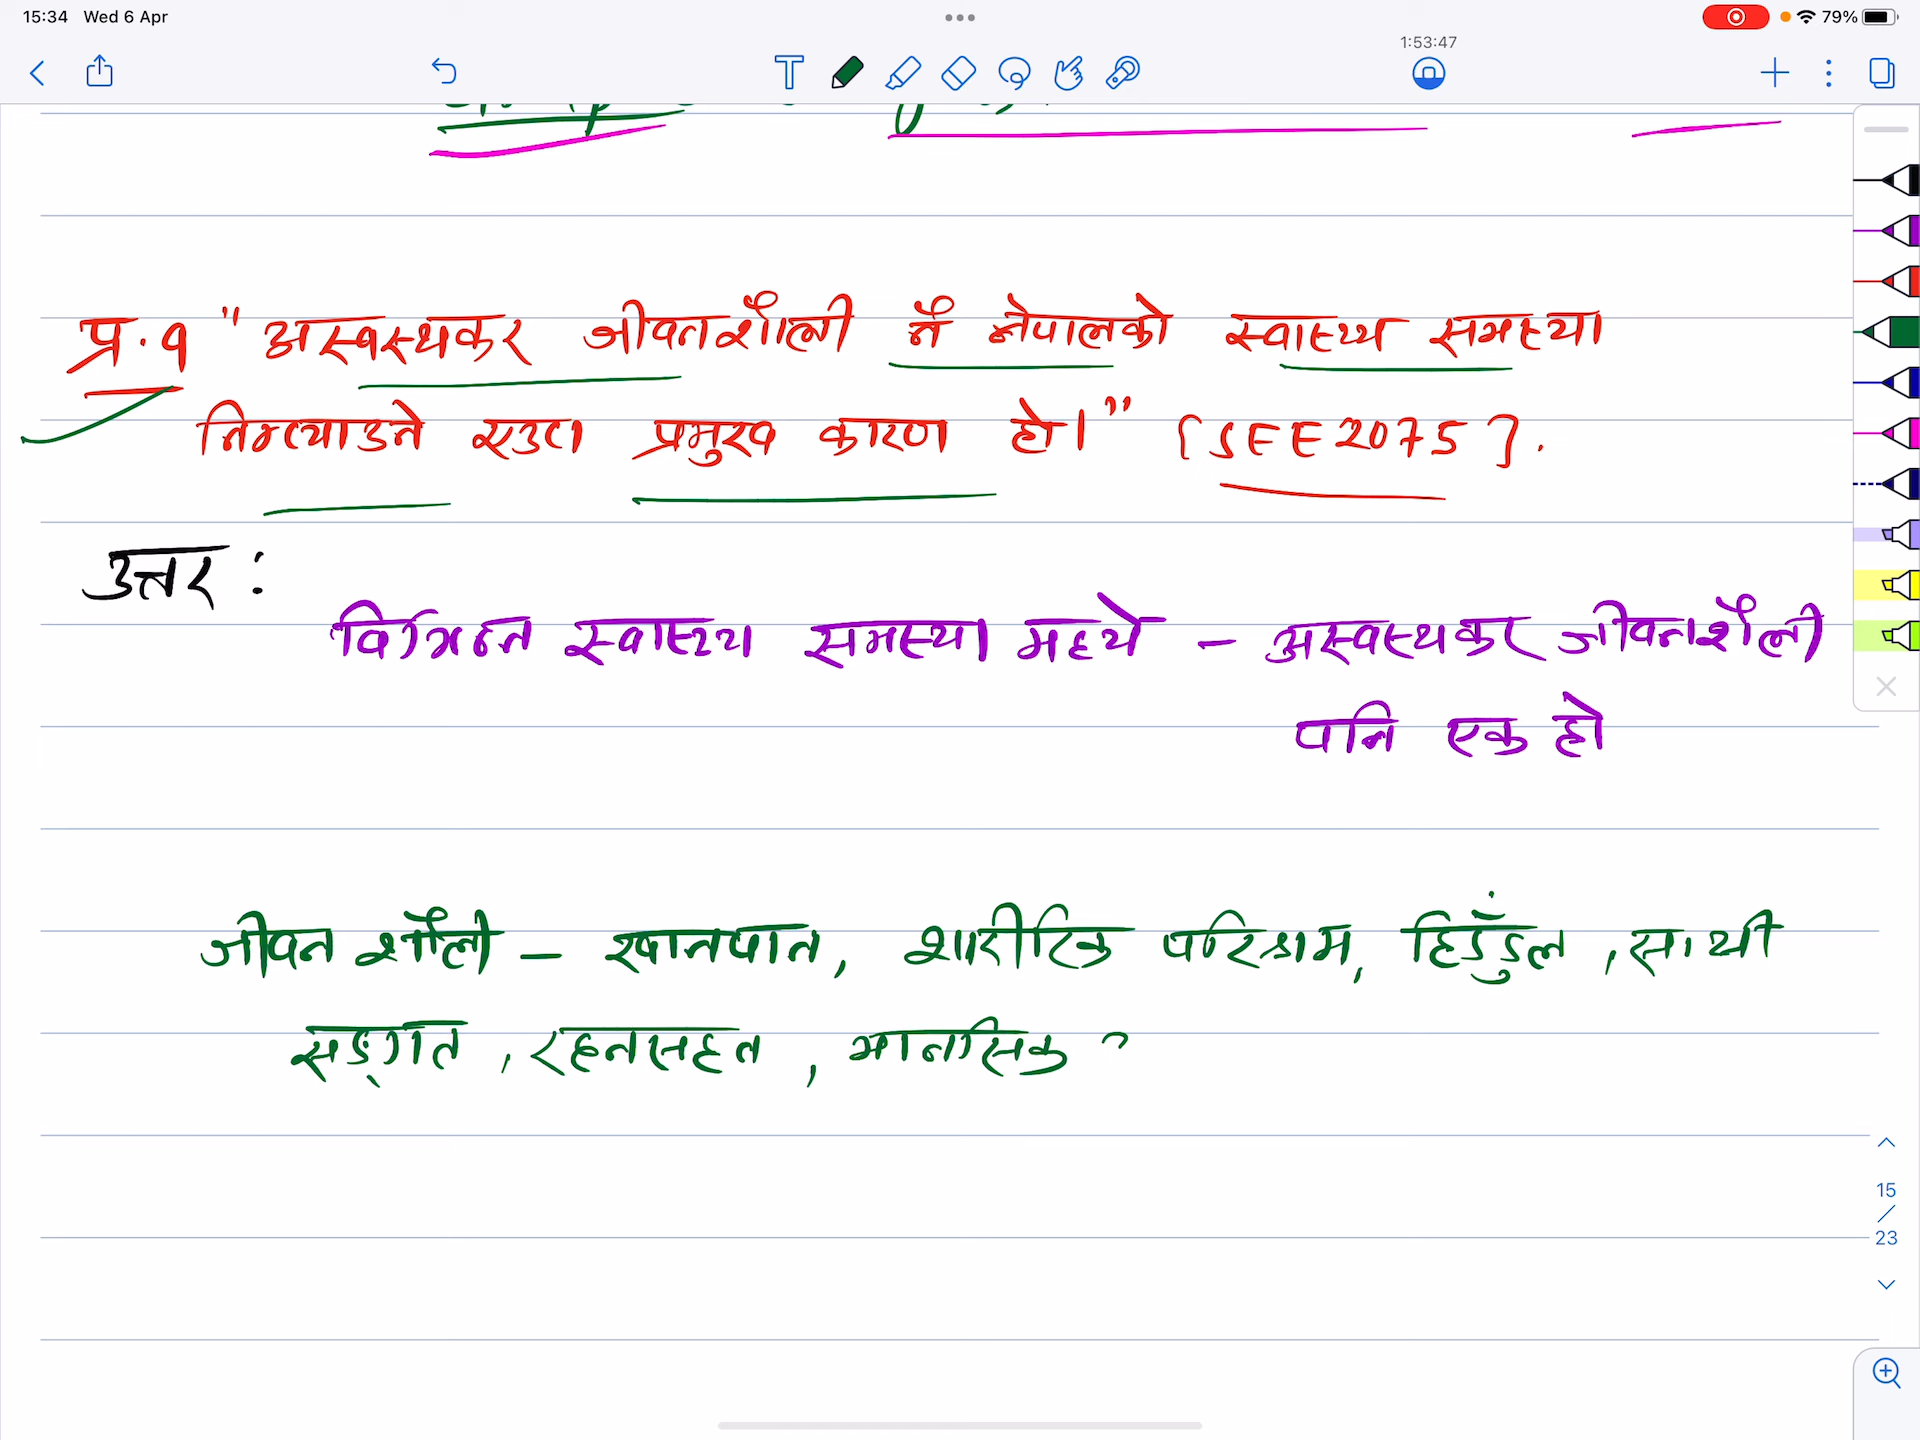 15:34 Wed 6 Apr
79%
1:53:47
प्र. १ " अस्वस्थकर जीवनशैली नै नेपालको स्वास्थ्य समस्या
निम्त्याउने एउटा प्रमुख कारण हो।" [SEE 2075].
उत्तर :
विभिन्न स्वास्थ्य समस्या मध्ये - अस्वस्थकर जीवनशैली
पनि एक हो
जीवन शैली - खानपान, शारीरिक परिश्रम, हिँडडुल, साथी
सङ्गत, रहनसहन, मानसिक
15
/
23